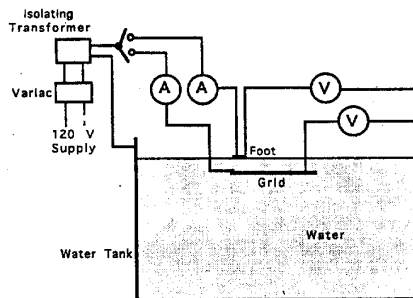 Isolating
Transformer
Variac
120 V
Supply
A
A
V
V
Foot
Grid
Water
Water Tank